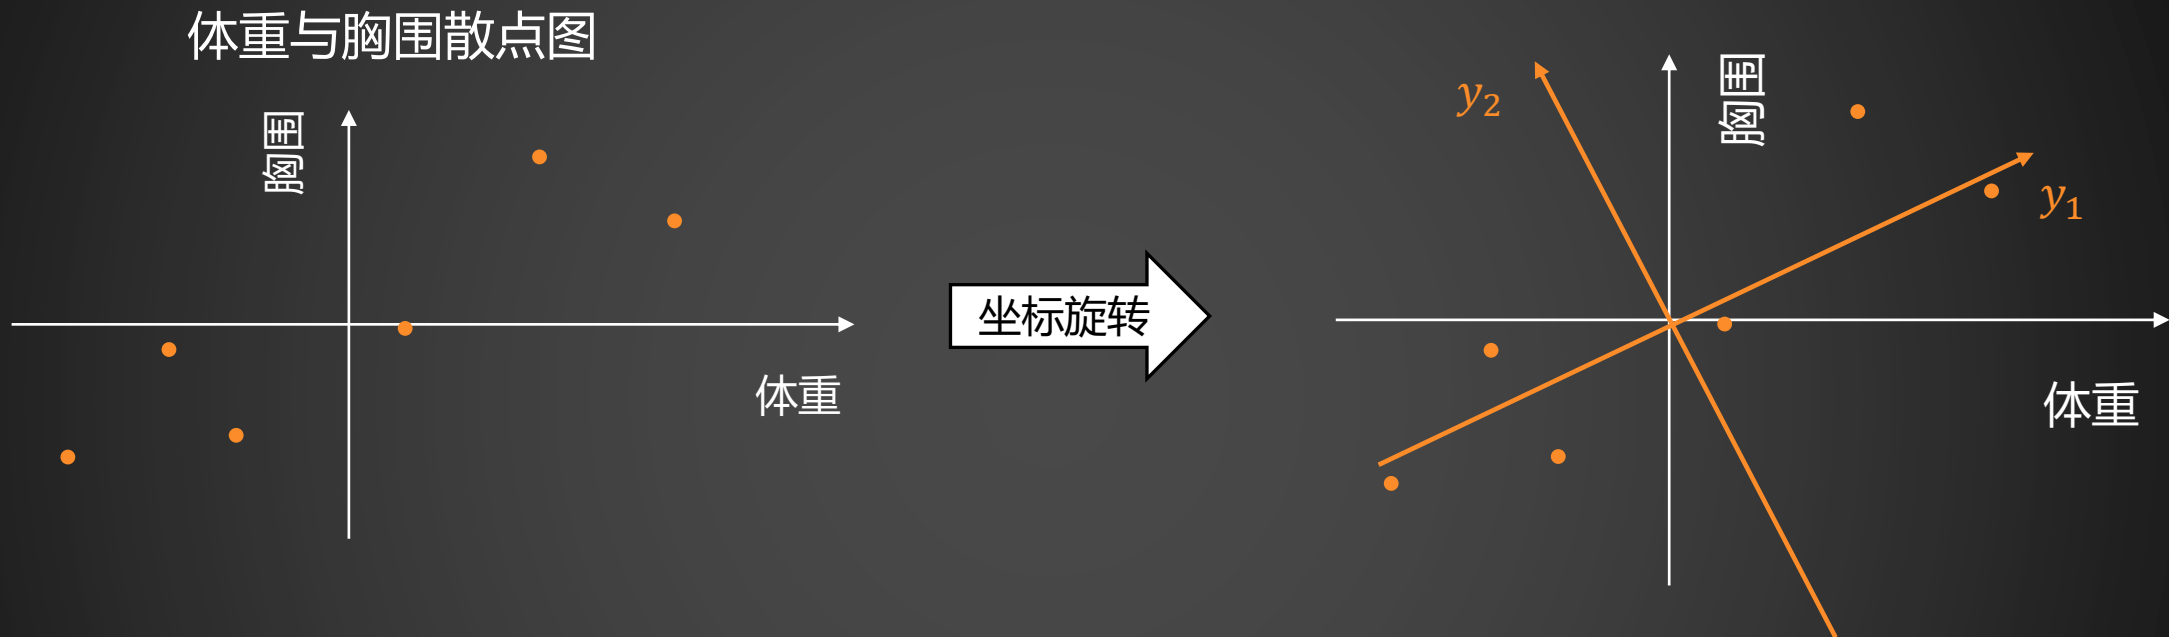 体重与胸围散点图
胸围
体重
坐标旋转
y₂
胸围
y₁
体重